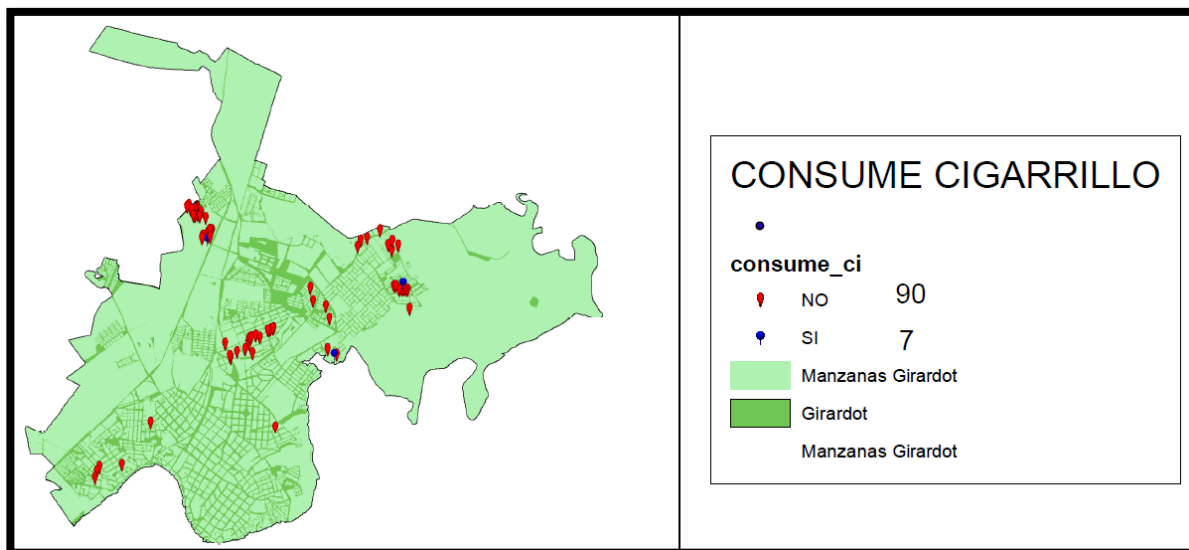 CONSUME CIGARRILLO
consume_ci
NO 90
SI 7
Manzanas Girardot
Girardot
Manzanas Girardot